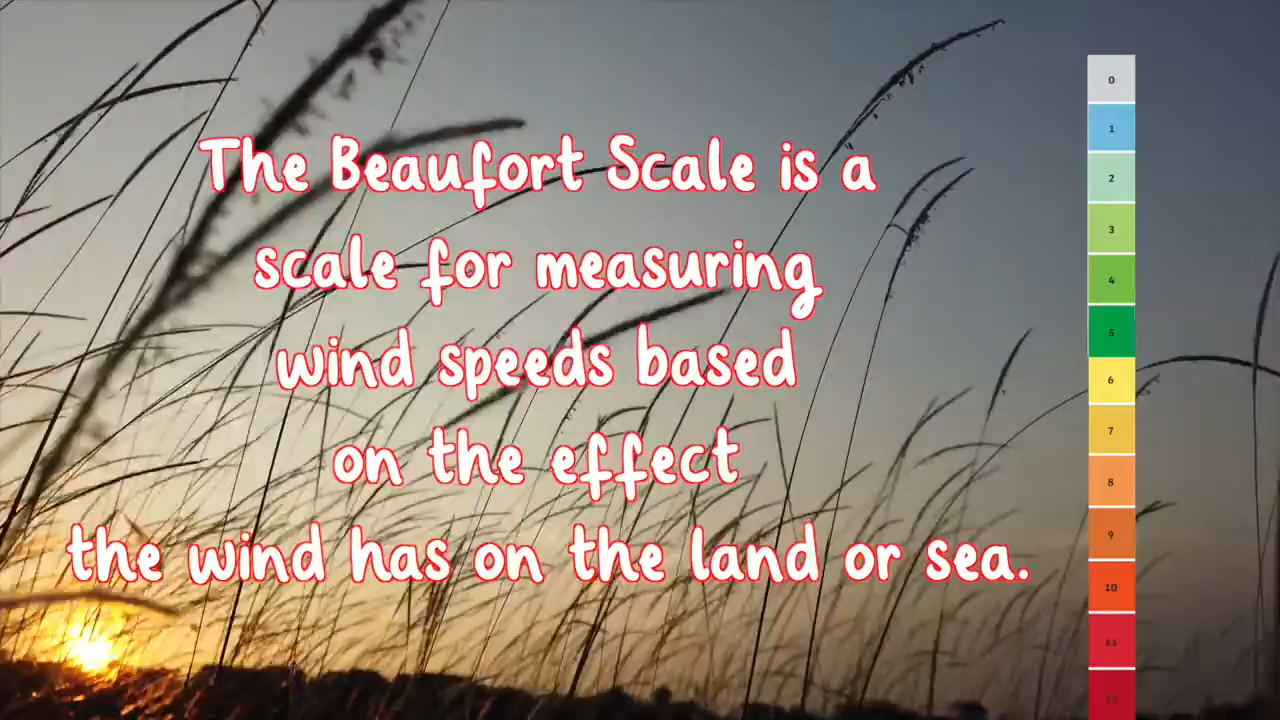 The Beaufort Scale is a
scale for measuring
wind speeds based
on the effect
the wind has on the land or sea.
0
1
2
3
4
5
6
7
8
9
10
11
12